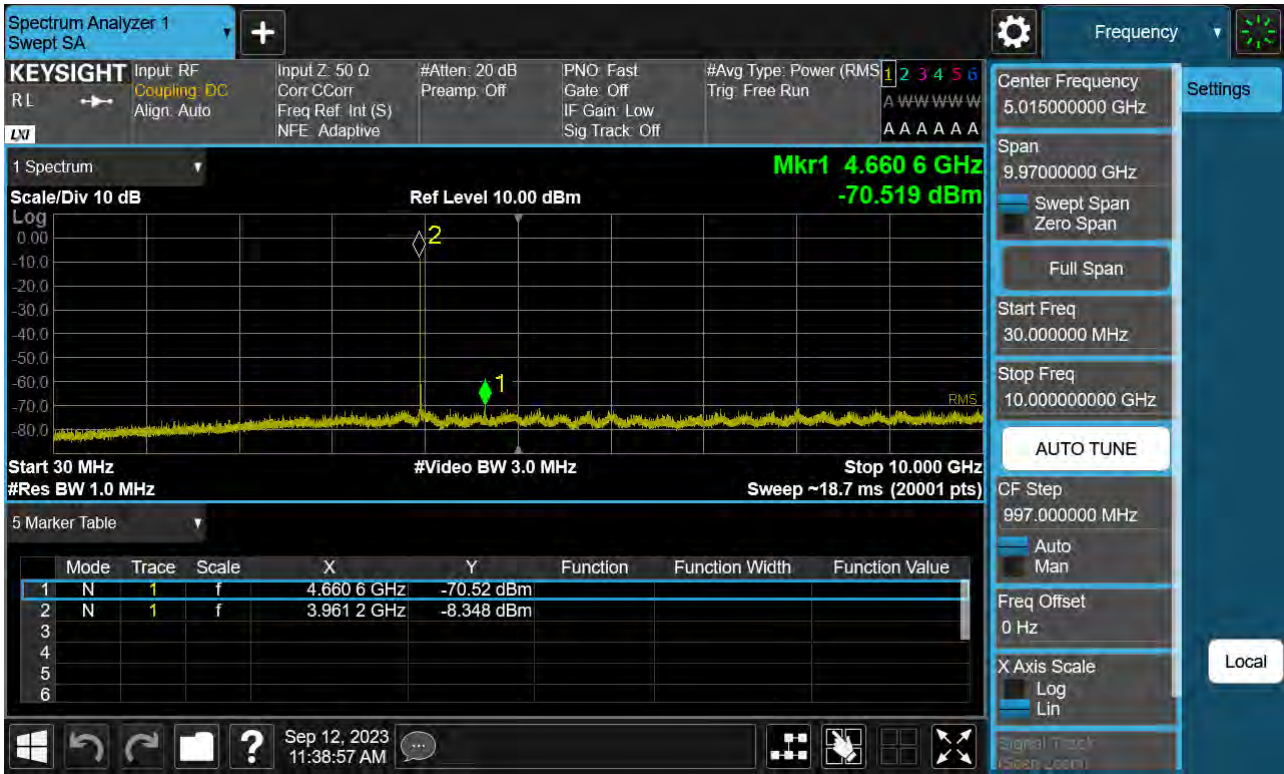 Spectrum Analyzer 1
Swept SA
+
Frequency
KEYSIGHT
RL
LXI
Input: RF
Coupling: DC
Align: Auto
Input Z: 50 Ω
Corr CCorr
Freq Ref: Int (S)
NFE: Adaptive
#Atten: 20 dB
Preamp: Off
PNO: Fast
Gate: Off
IF Gain: Low
Sig Track: Off
#Avg Type: Power (RMS
Trig: Free Run
1 2 3 4 5 6
A W W W W W
A A A A A A
1 Spectrum
Mkr1 4.660 6 GHz
-70.519 dBm
Scale/Div 10 dB
Ref Level 10.00 dBm
Log
0.00
-10.0
-20.0
-30.0
-40.0
-50.0
-60.0
-70.0
-80.0
2
1
RMS
Start 30 MHz
#Video BW 3.0 MHz
Stop 10.000 GHz
#Res BW 1.0 MHz
Sweep ~18.7 ms (20001 pts)
5 Marker Table
Mode Trace Scale X Y Function Function Width Function Value
1 N 1 f 4.660 6 GHz -70.52 dBm
2 N 1 f 3.961 2 GHz -8.348 dBm
3
4
5
6
Sep 12, 2023
11:38:57 AM
?
Center Frequency
5.015000000 GHz
Settings
Span
9.97000000 GHz
Swept Span
Zero Span
Full Span
Start Freq
30.000000 MHz
Stop Freq
10.000000000 GHz
AUTO TUNE
CF Step
997.000000 MHz
Auto
Man
Freq Offset
0 Hz
X Axis Scale
Log
Lin
Local
Signal Track
(Span Zoom)